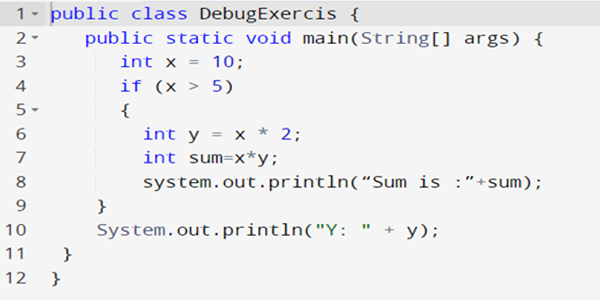 1 public class DebugExercis {
2 public static void main(String[] args) {
3 int x = 10;
4 if (x > 5)
5 {
6 int y = x * 2;
7 int sum=x*y;
8 system.out.println(“Sum is :”+sum);
9 }
10 System.out.println("Y: " + y);
11 }
12 }